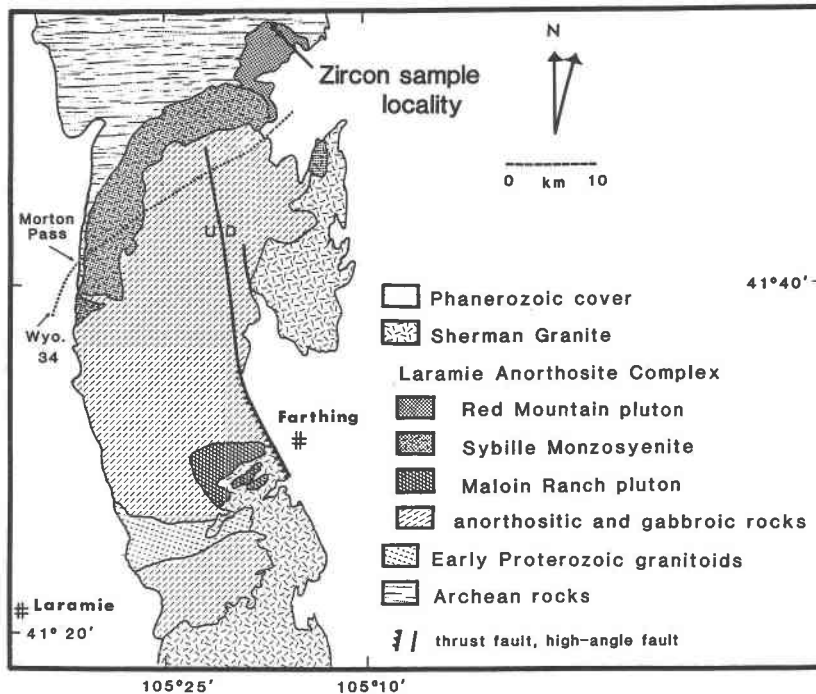 N
Zircon sample
locality
0 km 10
Morton
Pass
U D
41°40'
Phanerozoic cover
Wyo.
34
Sherman Granite
Laramie Anorthosite Complex
Farthing
#
Red Mountain pluton
Sybille Monzosyenite
Maloin Ranch pluton
anorthositic and gabbroic rocks
Early Proterozoic granitoids
# Laramie
Archean rocks
41° 20'
thrust fault, high-angle fault
105°25' 105°10'